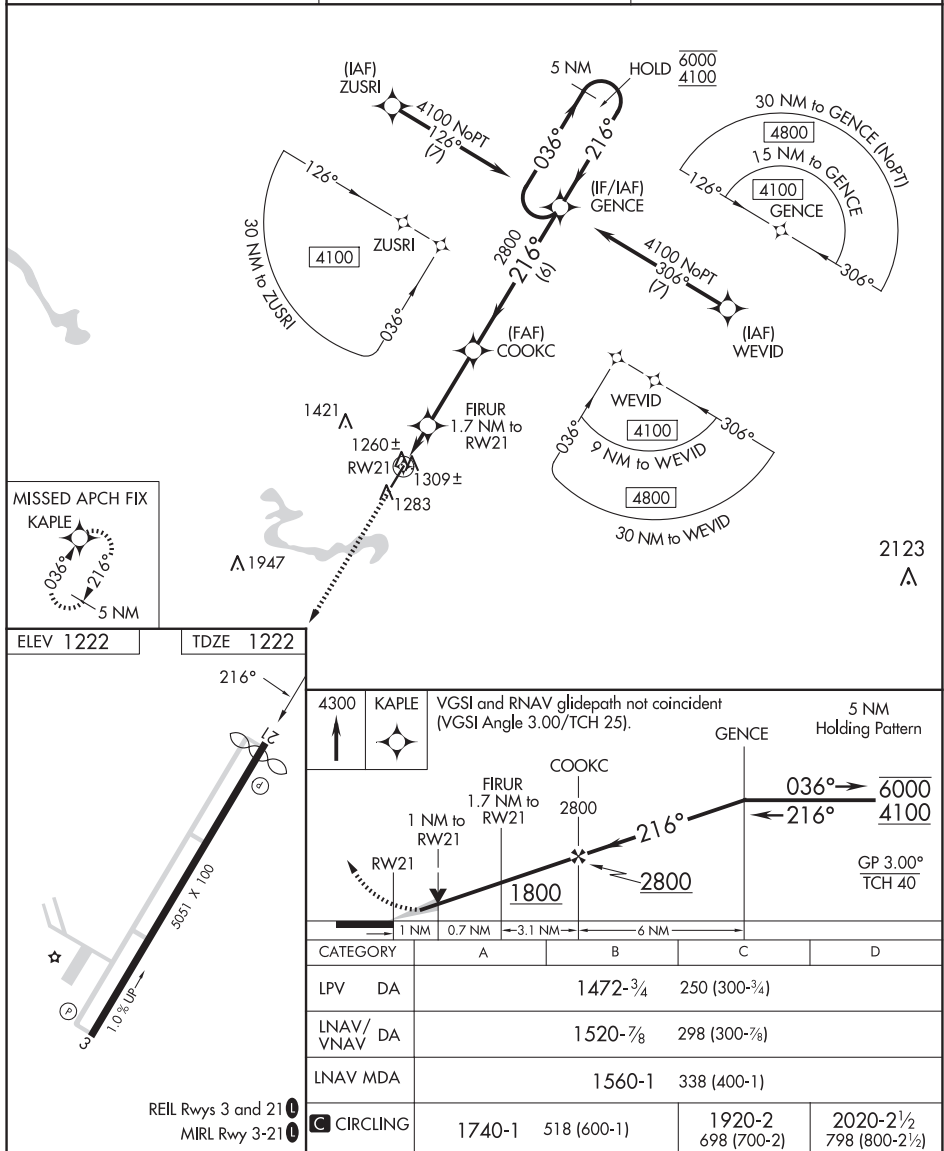 (IAF)
ZUSRI
4100 NoPT
126°
(7)
5 NM
HOLD
6000
4100
036°
216°
(IF/IAF)
GENCE
30 NM to GENCE (NoPT)
4800
15 NM to GENCE
4100
126°
GENCE
306°
126°
ZUSRI
4100
30 NM to ZUSRI
036°
2800
216°
(6)
4100 NoPT
306°
(7)
(IAF)
WEVID
(FAF)
COOKC
WEVID
036°
4100
306°
9 NM to WEVID
4800
30 NM to WEVID
FIRUR
1.7 NM to
RW21
1421
1260±
RW21
1309±
1283
1947
2123
MISSED APCH FIX
KAPLE
036°
216°
5 NM
ELEV 1222
TDZE 1222
216°
21
P
5051 X 100
P
1.0% UP
3
REIL Rwys 3 and 21 L
MIRL Rwy 3-21 L
4300
KAPLE
VGSI and RNAV glidepath not coincident
(VGSI Angle 3.00/TCH 25).
5 NM
Holding Pattern
GENCE
COOKC
2800
FIRUR
1.7 NM to
RW21
1 NM to
RW21
RW21
036°
6000
216°
4100
216°
2800
1800
GP 3.00°
TCH 40
1 NM 0.7 NM 3.1 NM 6 NM
CATEGORY A B C D
LPV DA 1472-¾ 250 (300-¾)
LNAV/
VNAV DA 1520-⅞ 298 (300-⅞)
LNAV MDA 1560-1 338 (400-1)
C CIRCLING 1740-1 518 (600-1) 1920-2 2020-2½
698 (700-2) 798 (800-2½)